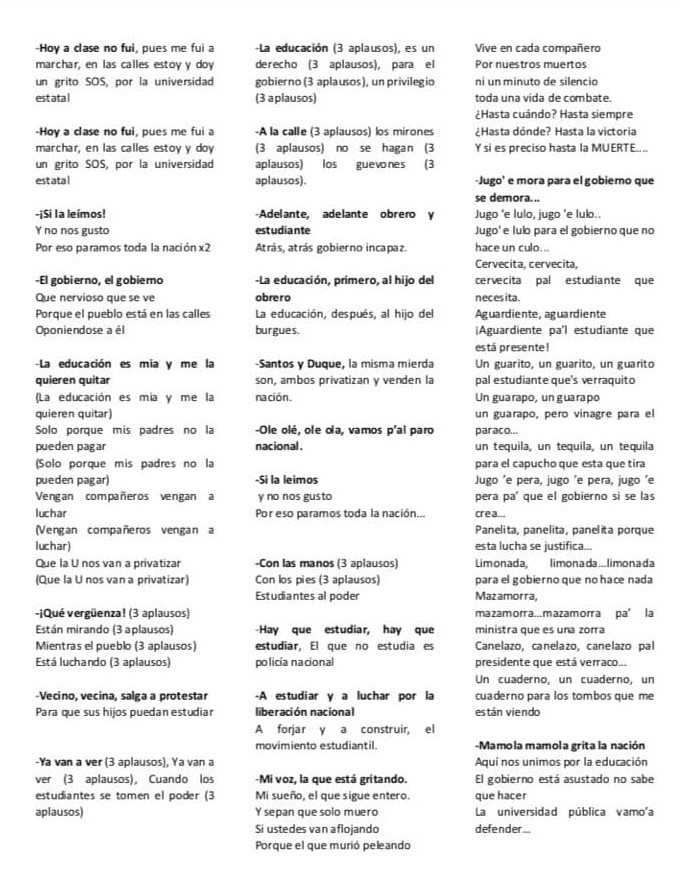 -Hoy a clase no fui, pues me fui a
marchar, en las calles estoy y doy
un grito SOS, por la universidad
estatal
-Hoy a clase no fui, pues me fui a
marchar, en las calles estoy y doy
un grito SOS, por la universidad
estatal
-¡Si la leímos!
Y no nos gusto
Por eso paramos toda la nación x2
-El gobierno, el gobierno
Que nervioso que se ve
Porque el pueblo está en las calles
Oponiendose a él
-La educación es mía y me la
quieren quitar
(La educación es mía y me la
quieren quitar)
Solo porque mis padres no la
pueden pagar
(Solo porque mis padres no la
pueden pagar)
Vengan compañeros vengan a
luchar
(Vengan compañeros vengan a
luchar)
Que la U nos van a privatizar
(Que la U nos van a privatizar)
-¡Qué vergüenza! (3 aplausos)
Están mirando (3 aplausos)
Mientras el pueblo (3 aplausos)
Está luchando (3 aplausos)
-Vecino, vecina, salga a protestar
Para que sus hijos puedan estudiar
-Ya van a ver (3 aplausos), Ya van a
ver (3 aplausos), Cuando los
estudiantes se tomen el poder (3
aplausos)
-La educación (3 aplausos), es un
derecho (3 aplausos), para el
gobierno (3 aplausos), un privilegio
(3 aplausos)
-A la calle (3 aplausos) los mirones
(3 aplausos) no se hagan (3
aplausos) los guevones (3
aplausos).
-Adelante, adelante obrero y
estudiante
Atrás, atrás gobierno incapaz.
-La educación, primero, al hijo del
obrero
La educación, después, al hijo del
burgues.
-Santos y Duque, la misma mierda
son, ambos privatizan y venden la
nación.
-Ole olé, ole ola, vamos p'al paro
nacional.
-Si la leimos
y no nos gusto
Por eso paramos toda la nación...
-Con las manos (3 aplausos)
Con los pies (3 aplausos)
Estudiantes al poder
-Hay que estudiar, hay que
estudiar, El que no estudia es
policía nacional
-A estudiar y a luchar por la
liberación nacional
A forjar y a construir, el
movimiento estudiantil.
-Mi voz, la que está gritando.
Mi sueño, el que sigue entero.
Y sepan que solo muero
Si ustedes van aflojando
Porque el que murió peleando
Vive en cada compañero
Por nuestros muertos
ni un minuto de silencio
toda una vida de combate.
¿Hasta cuándo? Hasta siempre
¿Hasta dónde? Hasta la victoria
Y si es preciso hasta la MUERTE....
-Jugo' e mora para el gobierno que
se demora...
Jugo 'e lulo, jugo 'e lulo..
Jugo' e lulo para el gobierno que no
hace un culo...
Cervecita, cervecita,
cervecita pal estudiante que
necesita.
Aguardiente, aguardiente
¡Aguardiente pa'l estudiante que
está presente!
Un guarito, un guarito, un guarito
pal estudiante que's verraquito
Un guarapo, un guarapo
un guarapo, pero vinagre para el
paraco...
un tequila, un tequila, un tequila
para el capucho que esta que tira
Jugo 'e pera, jugo 'e pera, jugo 'e
pera pa' que el gobierno si se las
crea...
Panelita, panelita, panelita porque
esta lucha se justifica...
Limonada, limonada...limonada
para el gobierno que no hace nada
Mazamorra,
mazamorra...mazamorra pa' la
ministra que es una zorra
Canelazo, canelazo, canelazo pal
presidente que está verraco...
Un cuaderno, un cuaderno, un
cuaderno para los tombos que me
están viendo
-Mamola mamola grita la nación
Aquí nos unimos por la educación
El gobierno está asustado no sabe
que hacer
La universidad pública vamo'a
defender...